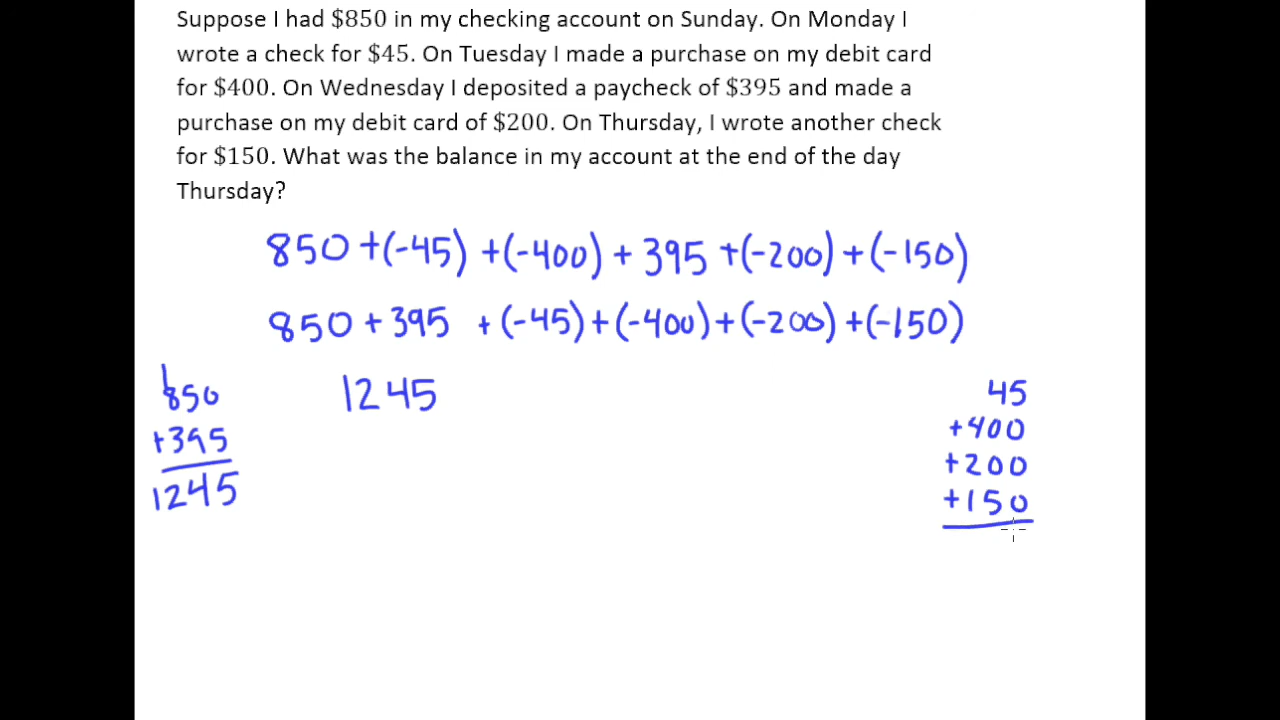 Suppose I had $850 in my checking account on Sunday. On Monday I
wrote a check for $45. On Tuesday I made a purchase on my debit card
for $400. On Wednesday I deposited a paycheck of $395 and made a
purchase on my debit card of $200. On Thursday, I wrote another check
for $150. What was the balance in my account at the end of the day
Thursday?
850 +(-45) +(-400) + 395 +(-200) +(-150)
850 + 395 +(-45)+(-400)+(-200)+(-150)
1
850
+395
1245
1245
45
+400
+200
+150